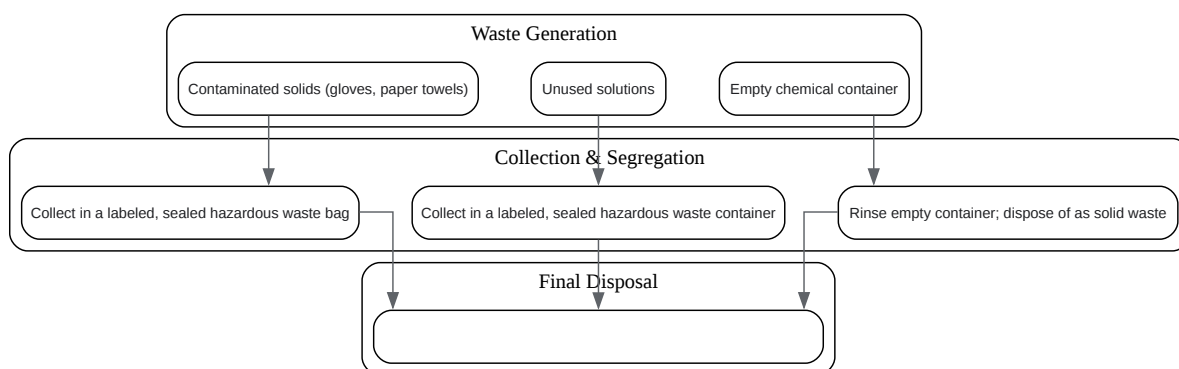 Waste Generation
Contaminated solids (gloves, paper towels)
Unused solutions
Empty chemical container
Collection & Segregation
Collect in a labeled, sealed hazardous waste bag
Collect in a labeled, sealed hazardous waste container
Rinse empty container; dispose of as solid waste
Final Disposal